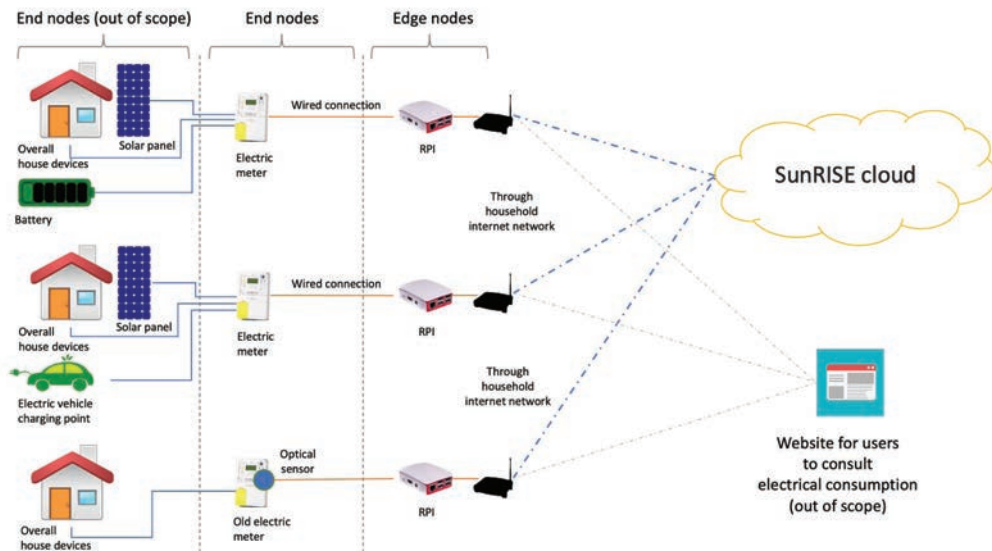 End nodes (out of scope)
End nodes
Edge nodes
Overall
house devices
Solar panel
Battery
Electric
meter
Wired connection
RPI
Through
household
internet network
SunRISE cloud
Overall
house devices
Solar panel
Electric vehicle
charging point
Electric
meter
Wired connection
RPI
Through
household
internet network
Overall
house devices
Optical
sensor
Old electric
meter
RPI
Website for users
to consult
electrical consumption
(out of scope)